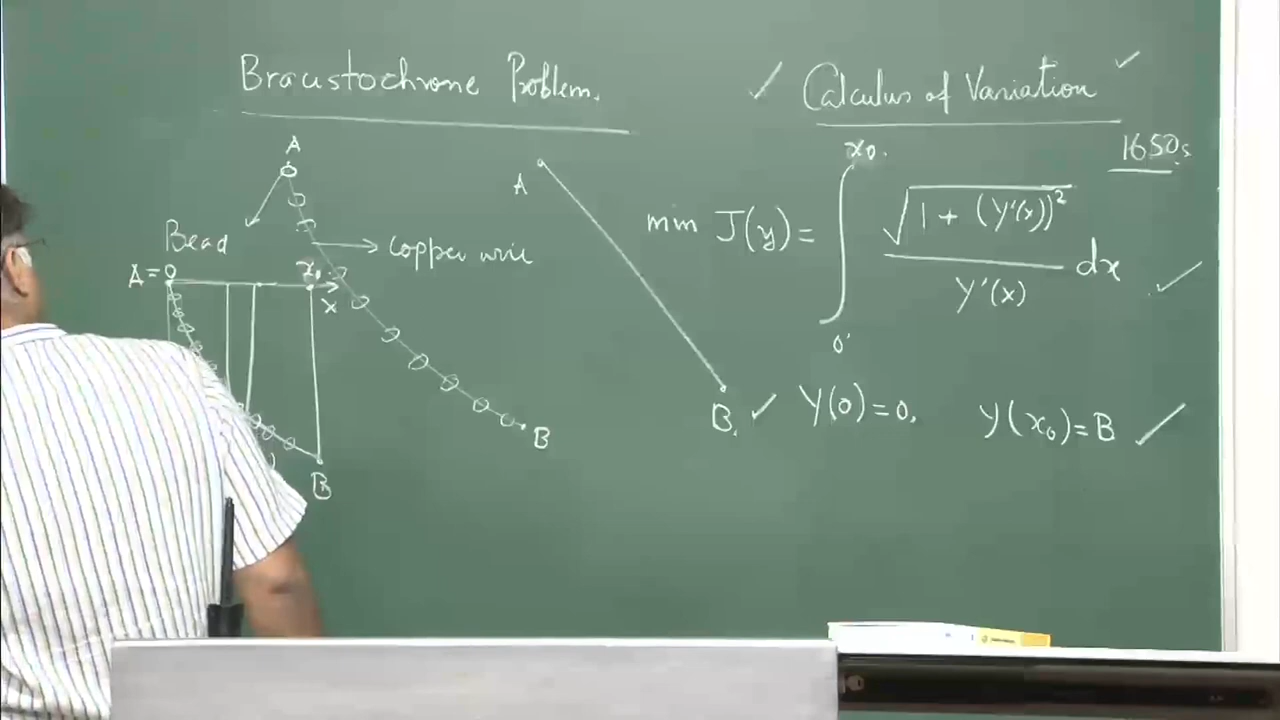 Bracustochrone Problem.
✓ Calculus of Variation ✓
1650s
A
Bead
copper wire
A=0
x₀
x
B
B
A
B.
min J(y) = ∫₀^{x₀} √(1 + (y'(x))²) / y'(x) dx ✓
✓ y(0)=0, y(x₀)=B ✓